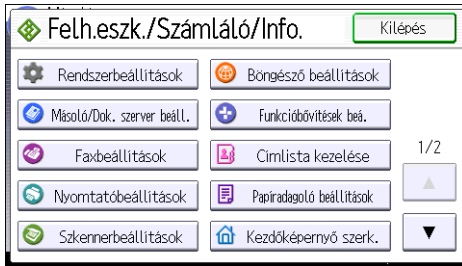 Felh.eszk./Számláló/Info.
Kilépés
Rendszerbeállítások
Böngésző beállítások
Másoló/Dok. szerver beáll.
Funkcióbővítések beá.
Faxbeállítások
Címlista kezelése
1/2
Nyomtatóbeállítások
Papíradagoló beállítások
Szkennerbeállítások
Kezdőképernyő szerk.